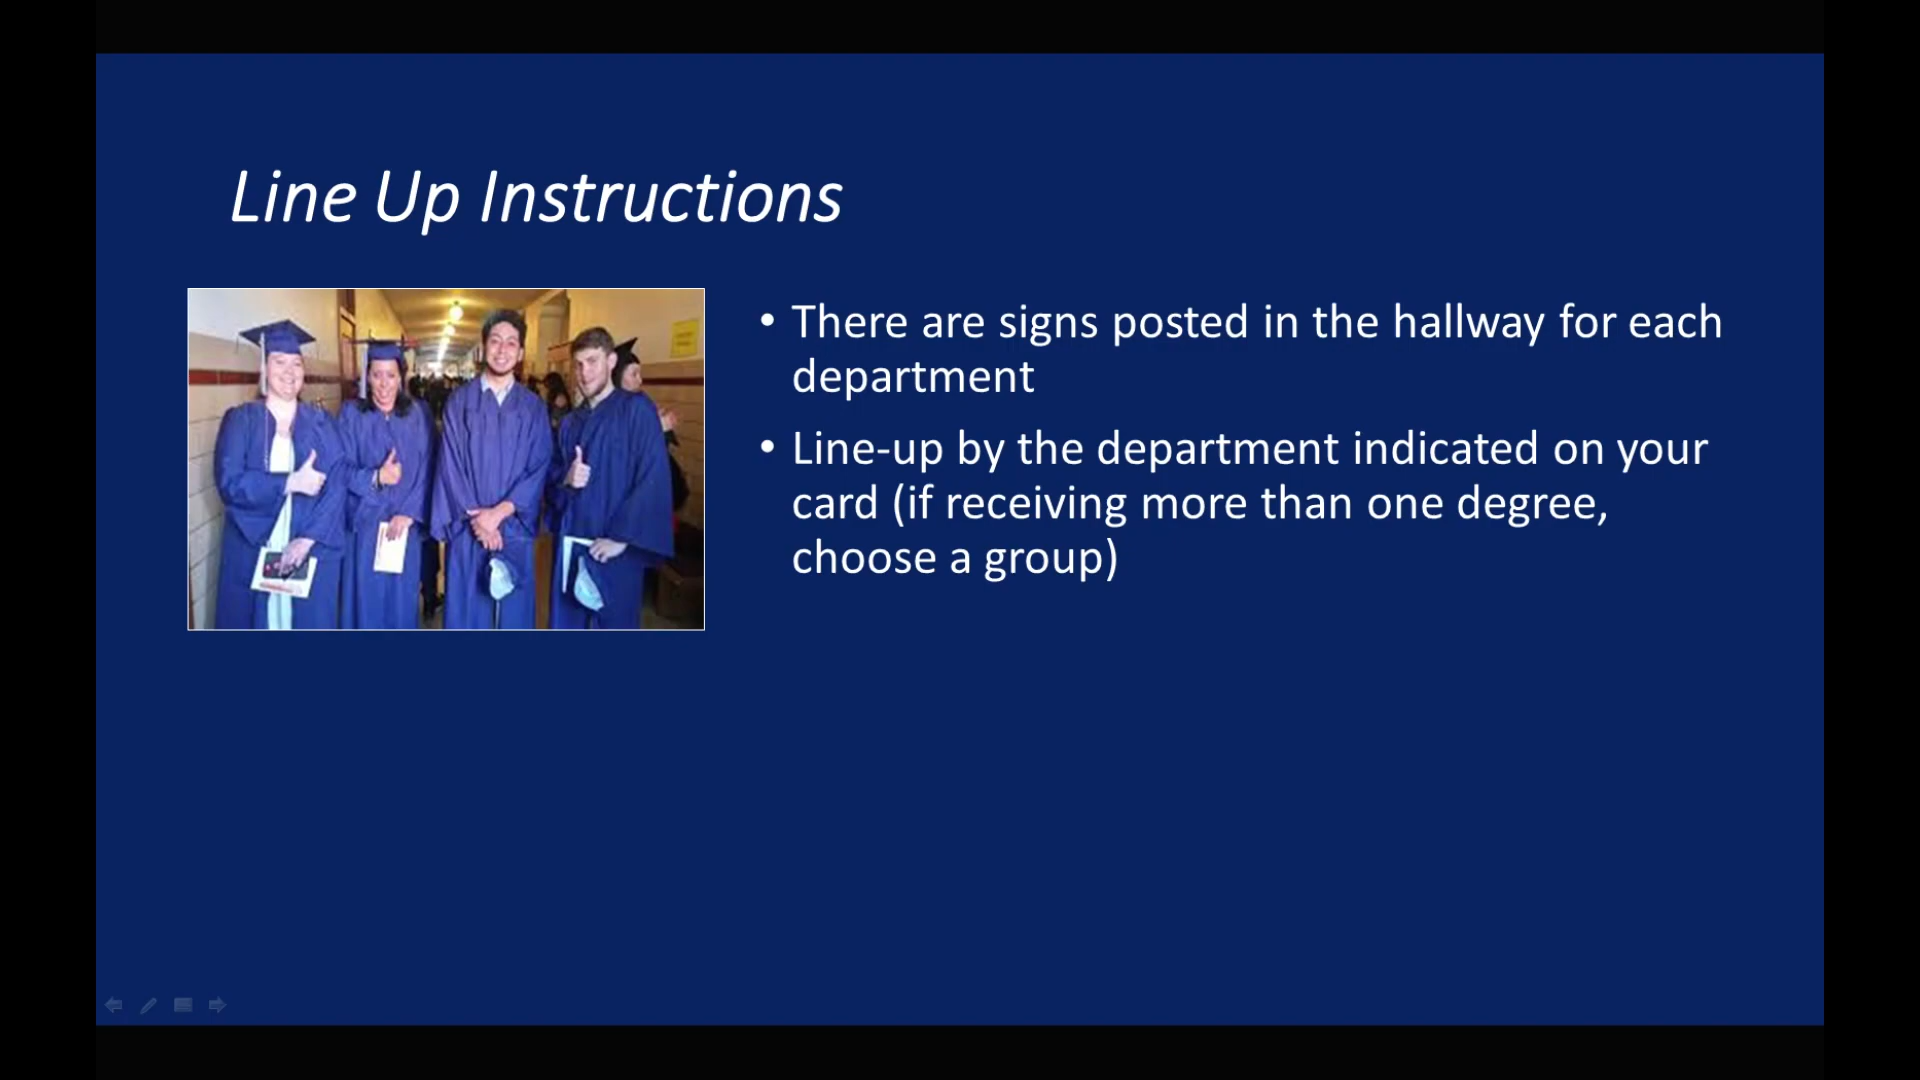 Line Up Instructions
• There are signs posted in the hallway for each
department
• Line-up by the department indicated on your
card (if receiving more than one degree,
choose a group)